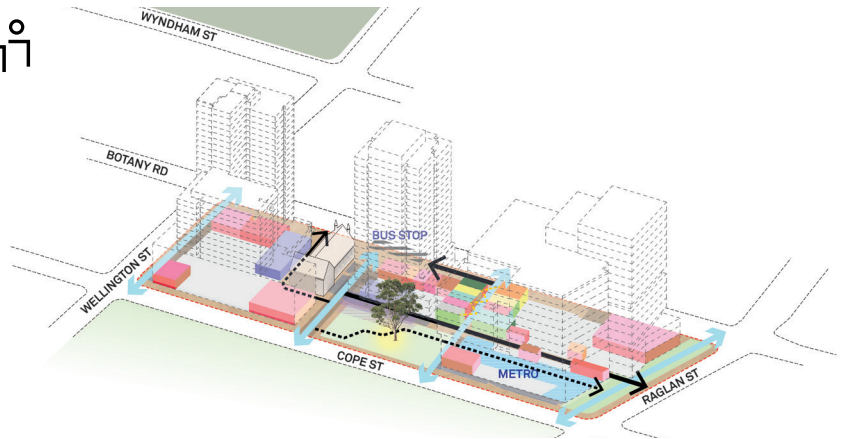 WYNDHAM ST
BOTANY RD
BUS STOP
WELLINGTON ST
COPE ST
METRO
RAGLAN ST